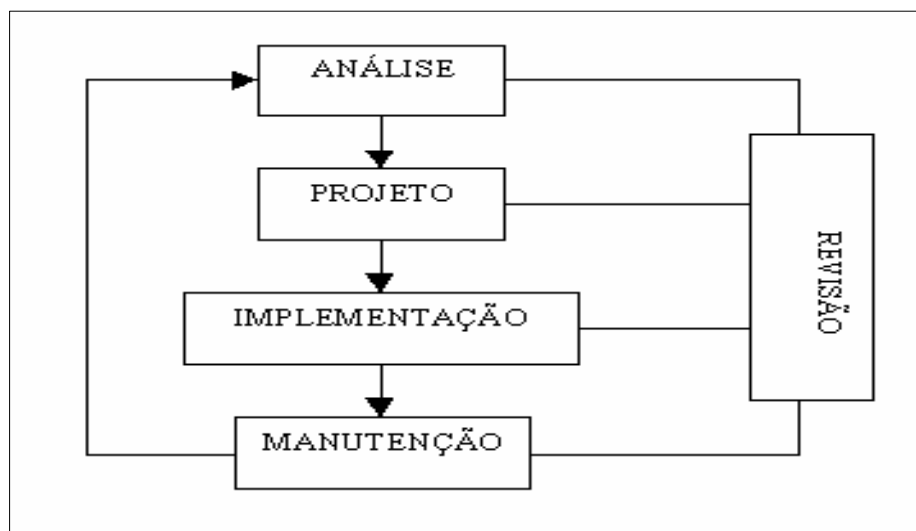 ANÁLISE
PROJETO
IMPLEMENTAÇÃO
MANUTENÇÃO
REVISÃO